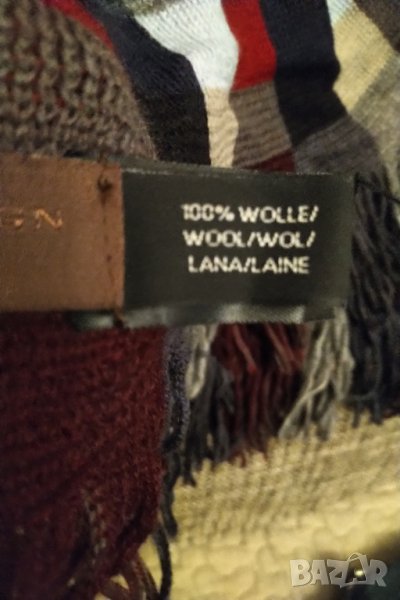 GN
100% WOLLE/
WOOL/WOL/
LANA/LAINE
BAZAR